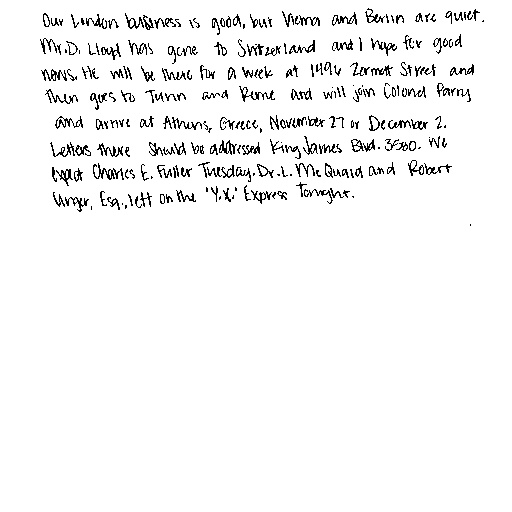 Our London business is good, but Vienna and Berlin are quiet.
Mr. D. Lloyd has gone to Switzerland and I hope for good
news. He will be there for a week at 1496 Zermott Street and
then goes to Turin and Rome and will join Colonel Parry
and arrive at Athens, Greece, November 27 or December 2.
Letters there should be addressed King James Blvd. 3580. We
expect Charles E. Fuller Tuesday. Dr. L. McQuaid and Robert
Unger, Esq., left on the "Y.X." Express Tonight.